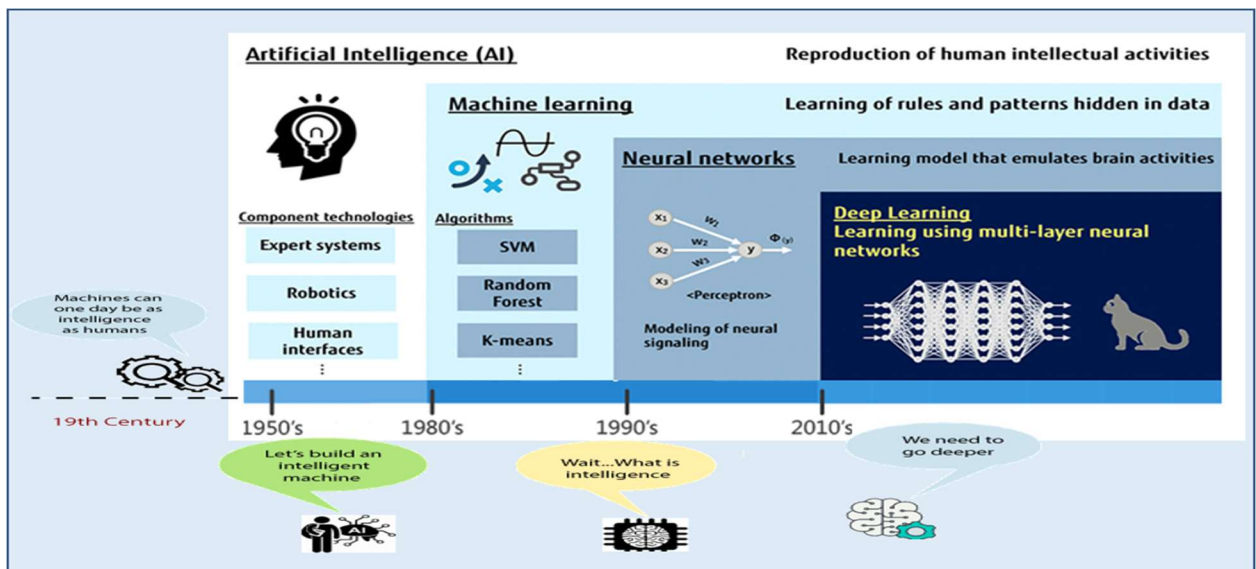 Artificial Intelligence (AI)
Reproduction of human intellectual activities
Machine learning
Learning of rules and patterns hidden in data
Neural networks
Learning model that emulates brain activities
Deep Learning
Learning using multi-layer neural
networks
Component technologies
Expert systems
Robotics
Human
interfaces
⋮
Algorithms
SVM
Random
Forest
K-means
⋮
x₁
x₂
x₃
w₁
w₂
w₃
y
Φ(y)
<Perceptron>
Modeling of neural
signaling
Machines can
one day be as
intelligence
as humans
19th Century
1950's
1980's
1990's
2010's
Let's build an
intelligent
machine
AI
Wait...What is
intelligence
We need to
go deeper